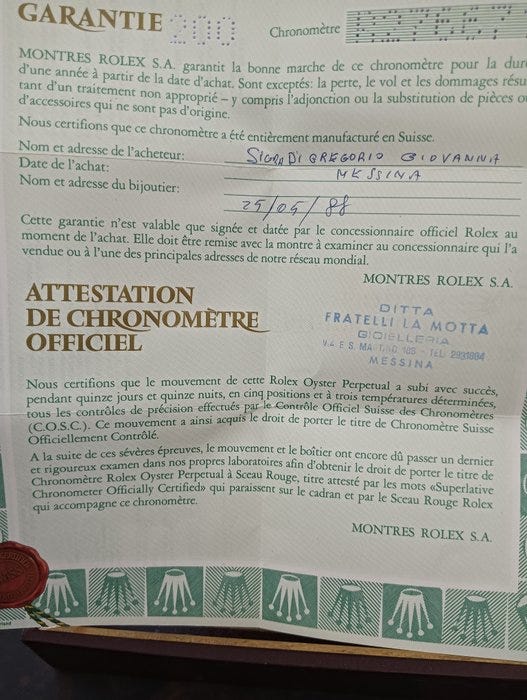 GARANTIE 200 Chronomètre
MONTRES ROLEX S.A. garantit la bonne marche de ce chronomètre pour la dur
d'une année à partir de la date d'achat. Sont exceptés: la perte, le vol et les dommages résu
tant d'un traitement non approprié – y compris l'adjonction ou la substitution de pièces o
d'accessoires qui ne sont pas d'origine.
Nous certifions que ce chronomètre a été entièrement manufacturé en Suisse.
Nom et adresse de l'acheteur: SIGRA DI GREGORIO GIOVANNA
Date de l'achat: MESSINA
Nom et adresse du bijoutier:
25/05/88
Cette garantie n'est valable que signée et datée par le concessionnaire officiel Rolex au
moment de l'achat. Elle doit être remise avec la montre à examiner au concessionnaire qui l'a
vendue ou à l'une des principales adresses de notre réseau mondial.
MONTRES ROLEX S.A.
ATTESTATION
DE CHRONOMÈTRE
OFFICIEL
DITTA
FRATELLI LA MOTTA
GIOIELLERIA
V.LE S. MARTINO TEL.
MESSINA
Nous certifions que le mouvement de cette Rolex Oyster Perpetual a subi avec succès,
pendant quinze jours et quinze nuits, en cinq positions et à trois températures déterminées,
tous les contrôles de précision effectués par le Contrôle Officiel Suisse des Chronomètres
(C.O.S.C.). Ce mouvement a ainsi acquis le droit de porter le titre de Chronomètre Suisse
Officiellement Contrôlé.
A la suite de ces sévères épreuves, le mouvement et le boîtier ont encore dû passer un dernier
et rigoureux examen dans nos propres laboratoires afin d'obtenir le droit de porter le titre de
Chronomètre Rolex Oyster Perpetual à Sceau Rouge, titre attesté par les mots «Superlative
Chronometer Officially Certified» qui paraissent sur le cadran et par le Sceau Rouge Rolex
qui accompagne ce chronomètre.
MONTRES ROLEX S.A.